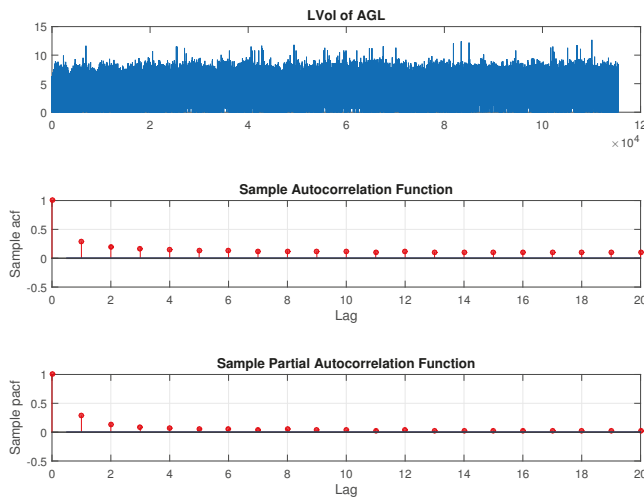 LVol of AGL
15
10
5
0
0 2 4 6 8 10 12
×10^4
Sample Autocorrelation Function
Sample acf
1
0.5
0
-0.5
0 2 4 6 8 10 12 14 16 18 20
Lag
Sample Partial Autocorrelation Function
Sample pacf
1
0.5
0
-0.5
0 2 4 6 8 10 12 14 16 18 20
Lag